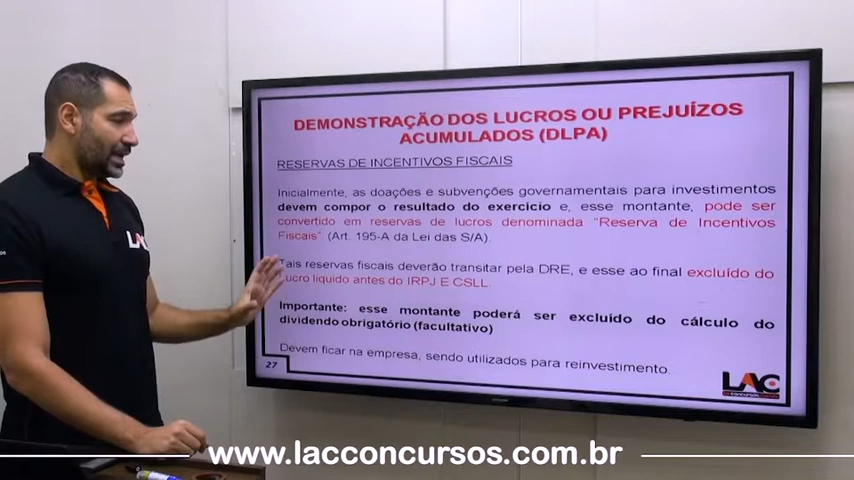 DEMONSTRAÇÃO DOS LUCROS OU PREJUÍZOS
ACUMULADOS (DLPA)
RESERVAS DE INCENTIVOS FISCAIS
Inicialmente, as doações e subvenções governamentais para investimentos
devem compor o resultado do exercício e, esse montante, pode ser
convertido em reservas de lucros denominada "Reserva de Incentivos
Fiscais" (Art. 195-A da Lei das S/A).
Tais reservas fiscais deverão transitar pela DRE, e esse ao final excluído do
Lucro liquido antes do IRPJ E CSLL.
Importante: esse montante poderá ser excluído do cálculo do
dividendo obrigatório (facultativo)
Devem ficar na empresa, sendo utilizados para reinvestimento.
27
LAC
CONCURSOS
LAC
www.lacconcursos.com.br